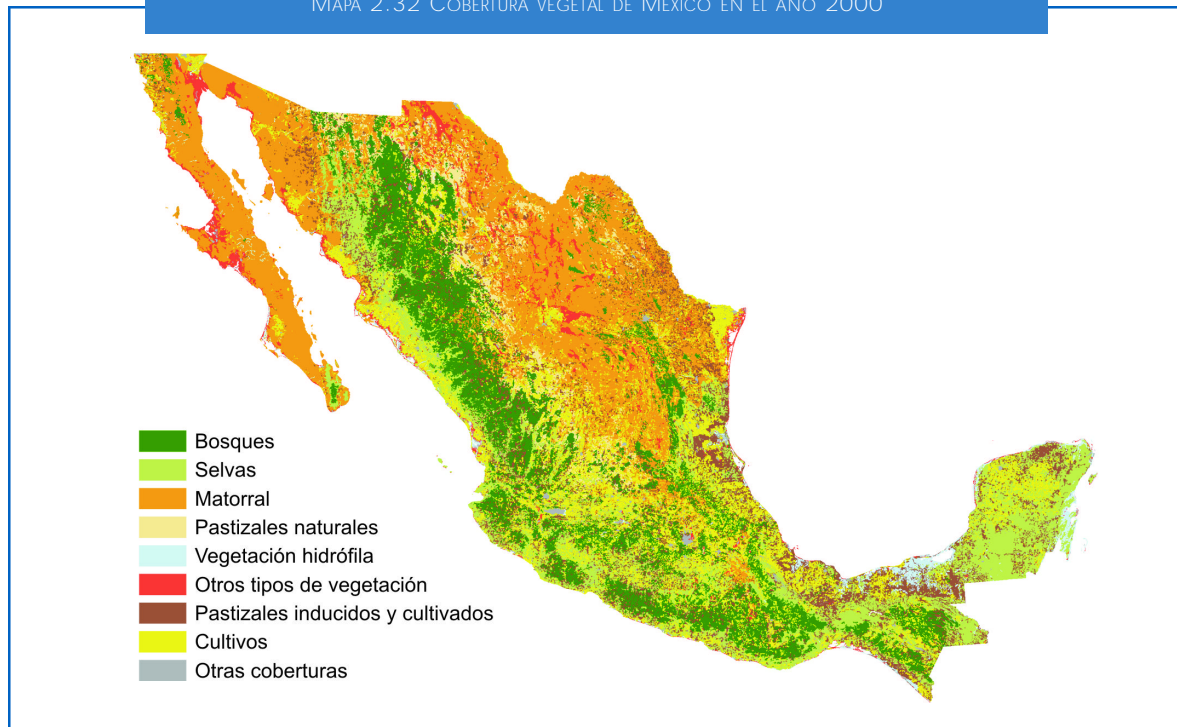 MAPA 2.32 COBERTURA VEGETAL DE MÉXICO EN EL AÑO 2000
Bosques
Selvas
Matorral
Pastizales naturales
Vegetación hidrófila
Otros tipos de vegetación
Pastizales inducidos y cultivados
Cultivos
Otras coberturas